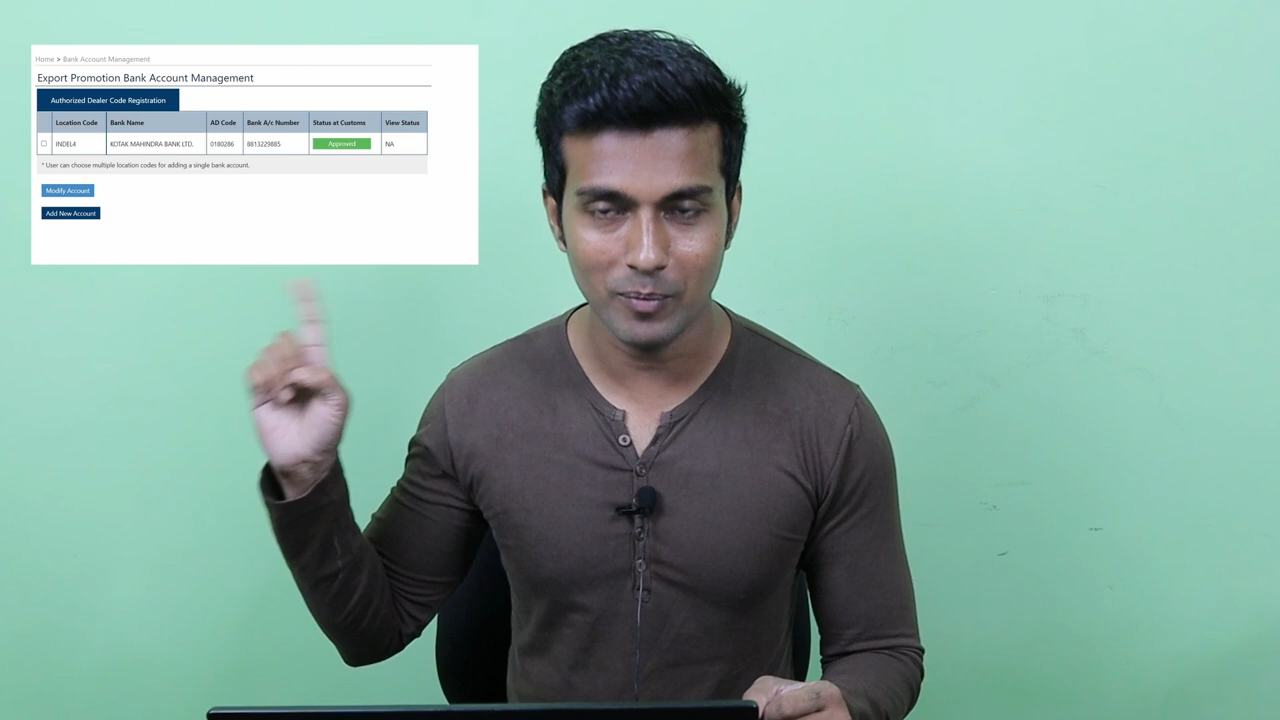 Home > Bank Account Management
Export Promotion Bank Account Management
Authorized Dealer Code Registration
Location Code Bank Name AD Code Bank A/c Number Status at Customs View Status
INDEL4 KOTAK MAHINDRA BANK LTD. 0180286 8813229885 Approved NA
* User can choose multiple location codes for adding a single bank account.
Modify Account
Add New Account